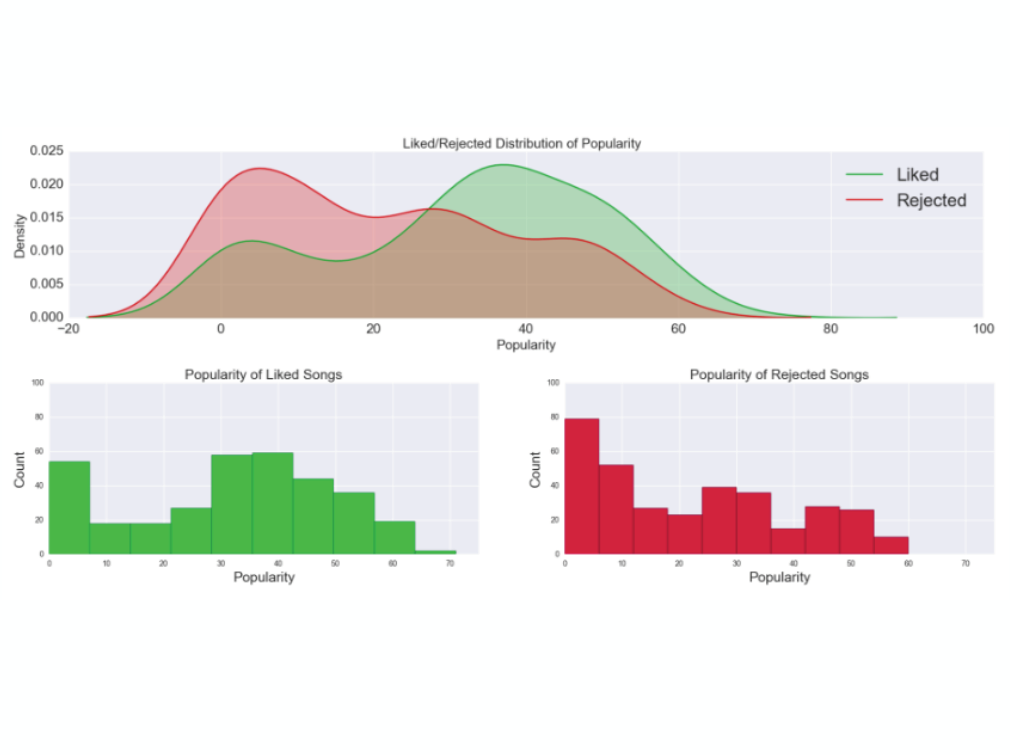 Liked/Rejected Distribution of Popularity
0.025
0.020
0.015
0.010
0.005
0.000
Density
Liked
Rejected
−20 0 20 40 60 80 100
Popularity
Popularity of Liked Songs
100
80
60
40
20
0
Count
0 10 20 30 40 50 60 70
Popularity
Popularity of Rejected Songs
100
80
60
40
20
0
Count
0 10 20 30 40 50 60 70
Popularity